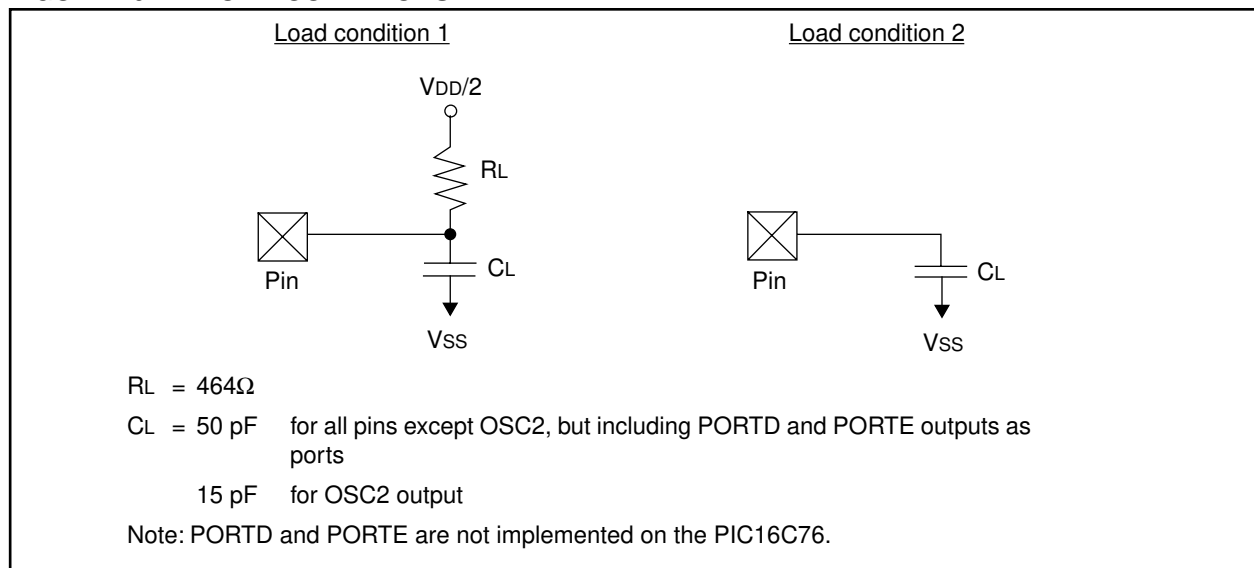 Load condition 1
Load condition 2
VDD/2
RL
Pin
CL
VSS
Pin
CL
VSS
RL = 464Ω
CL = 50 pF for all pins except OSC2, but including PORTD and PORTE outputs as
ports
15 pF for OSC2 output
Note: PORTD and PORTE are not implemented on the PIC16C76.